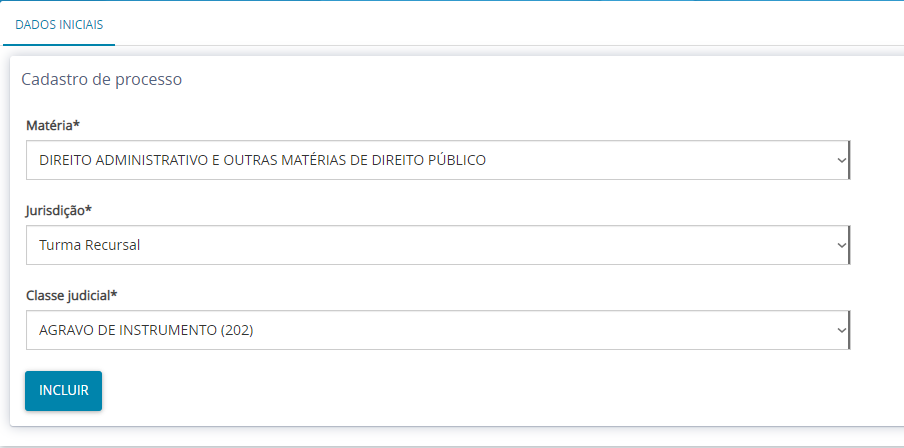 DADOS INICIAIS
Cadastro de processo
Matéria*
DIREITO ADMINISTRATIVO E OUTRAS MATÉRIAS DE DIREITO PÚBLICO
Jurisdição*
Turma Recursal
Classe judicial*
AGRAVO DE INSTRUMENTO (202)
INCLUIR